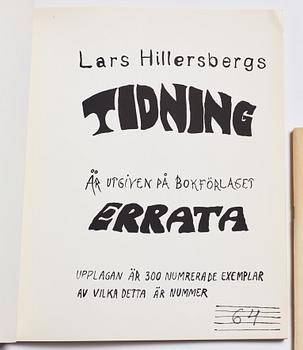 Lars Hillersbergs
TIDNING
ÄR UTGIVEN PÅ BOKFÖRLAGET
ERRATA
UPPLAGAN ÄR 300 NUMRERADE EXEMPLAR
AV VILKA DETTA ÄR NUMMER
64